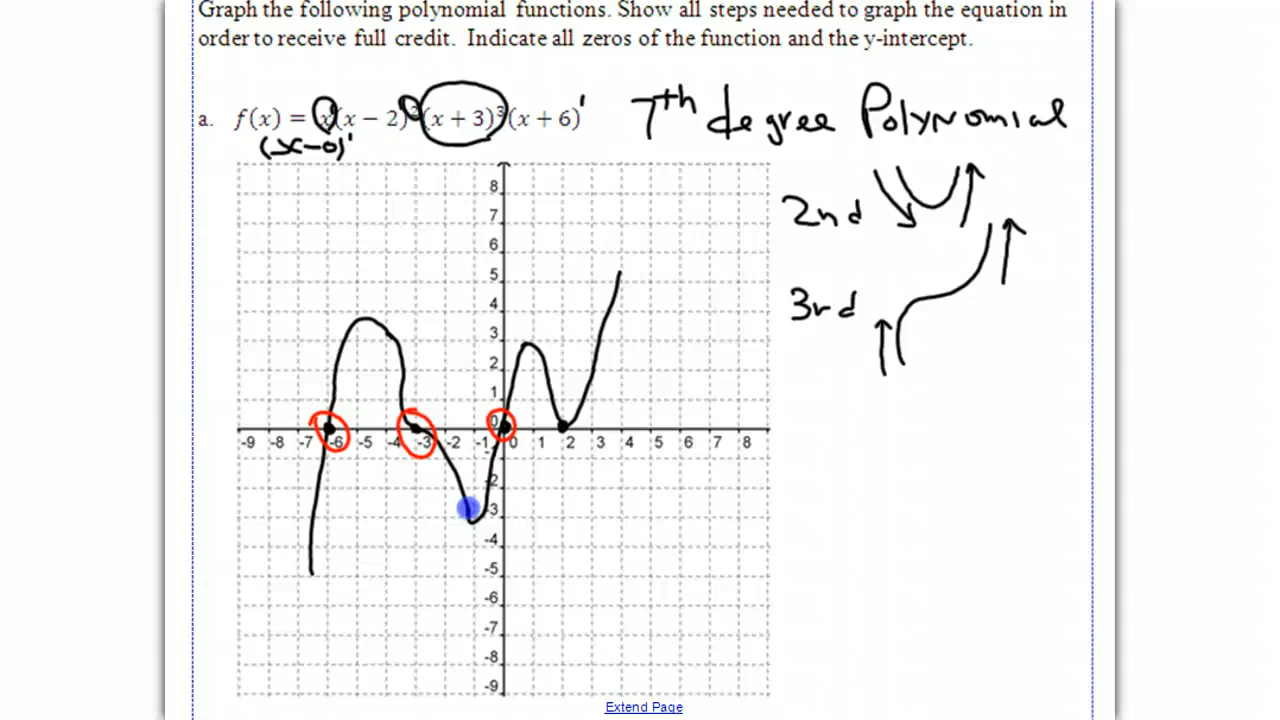 Graph the following polynomial functions. Show all steps needed to graph the equation in
order to receive full credit. Indicate all zeros of the function and the y-intercept.
a. f(x) = x(x − 2)²(x + 3)³(x + 6)¹ 7th degree Polynomial
(x-0)¹
2nd
3rd
8
7
6
5
4
3
2
1
0
-9 -8 -7 -6 -5 -4 -3 -2 -1 0 1 2 3 4 5 6 7 8
-2
-3
-4
-5
-6
-7
-8
-9
Extend Page